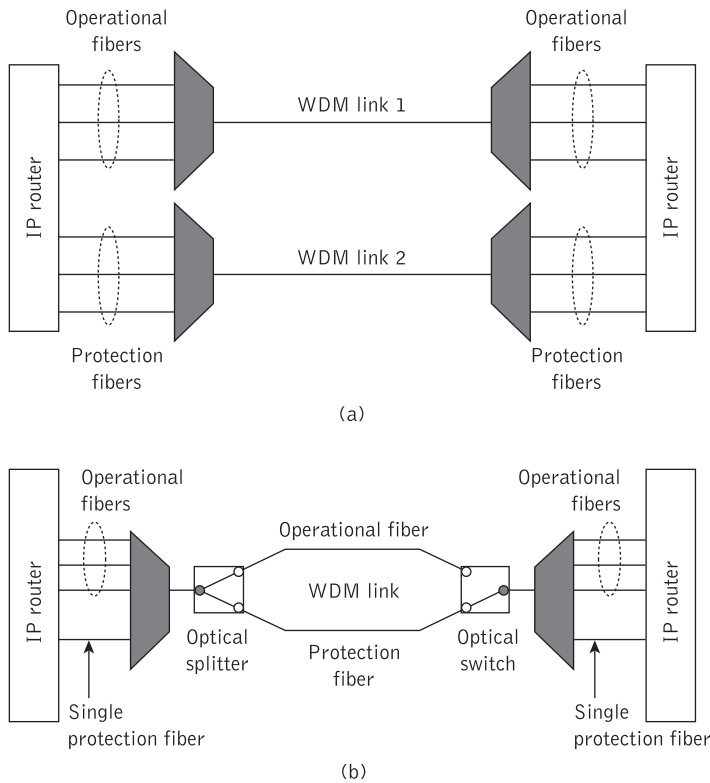 Operational
fibers
Operational
fibers
IP router
WDM link 1
IP router
WDM link 2
Protection
fibers
Protection
fibers
(a)
Operational
fibers
Operational
fibers
IP router
Operational fiber
WDM link
IP router
Optical
splitter
Protection
fiber
Optical
switch
Single
protection fiber
Single
protection fiber
(b)